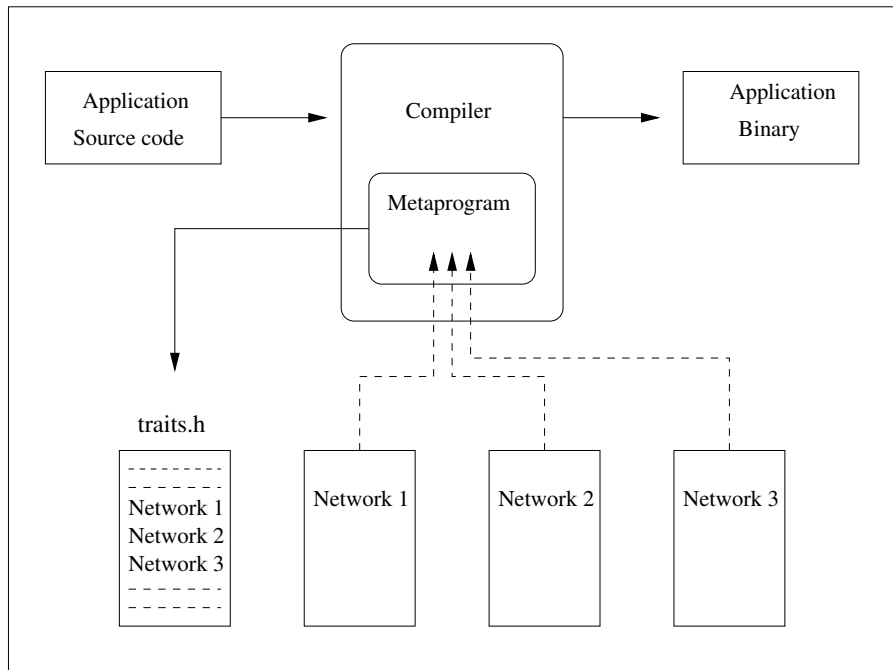 Application
Source code
Compiler
Application
Binary
Metaprogram
traits.h
Network 1
Network 2
Network 3
Network 1
Network 2
Network 3